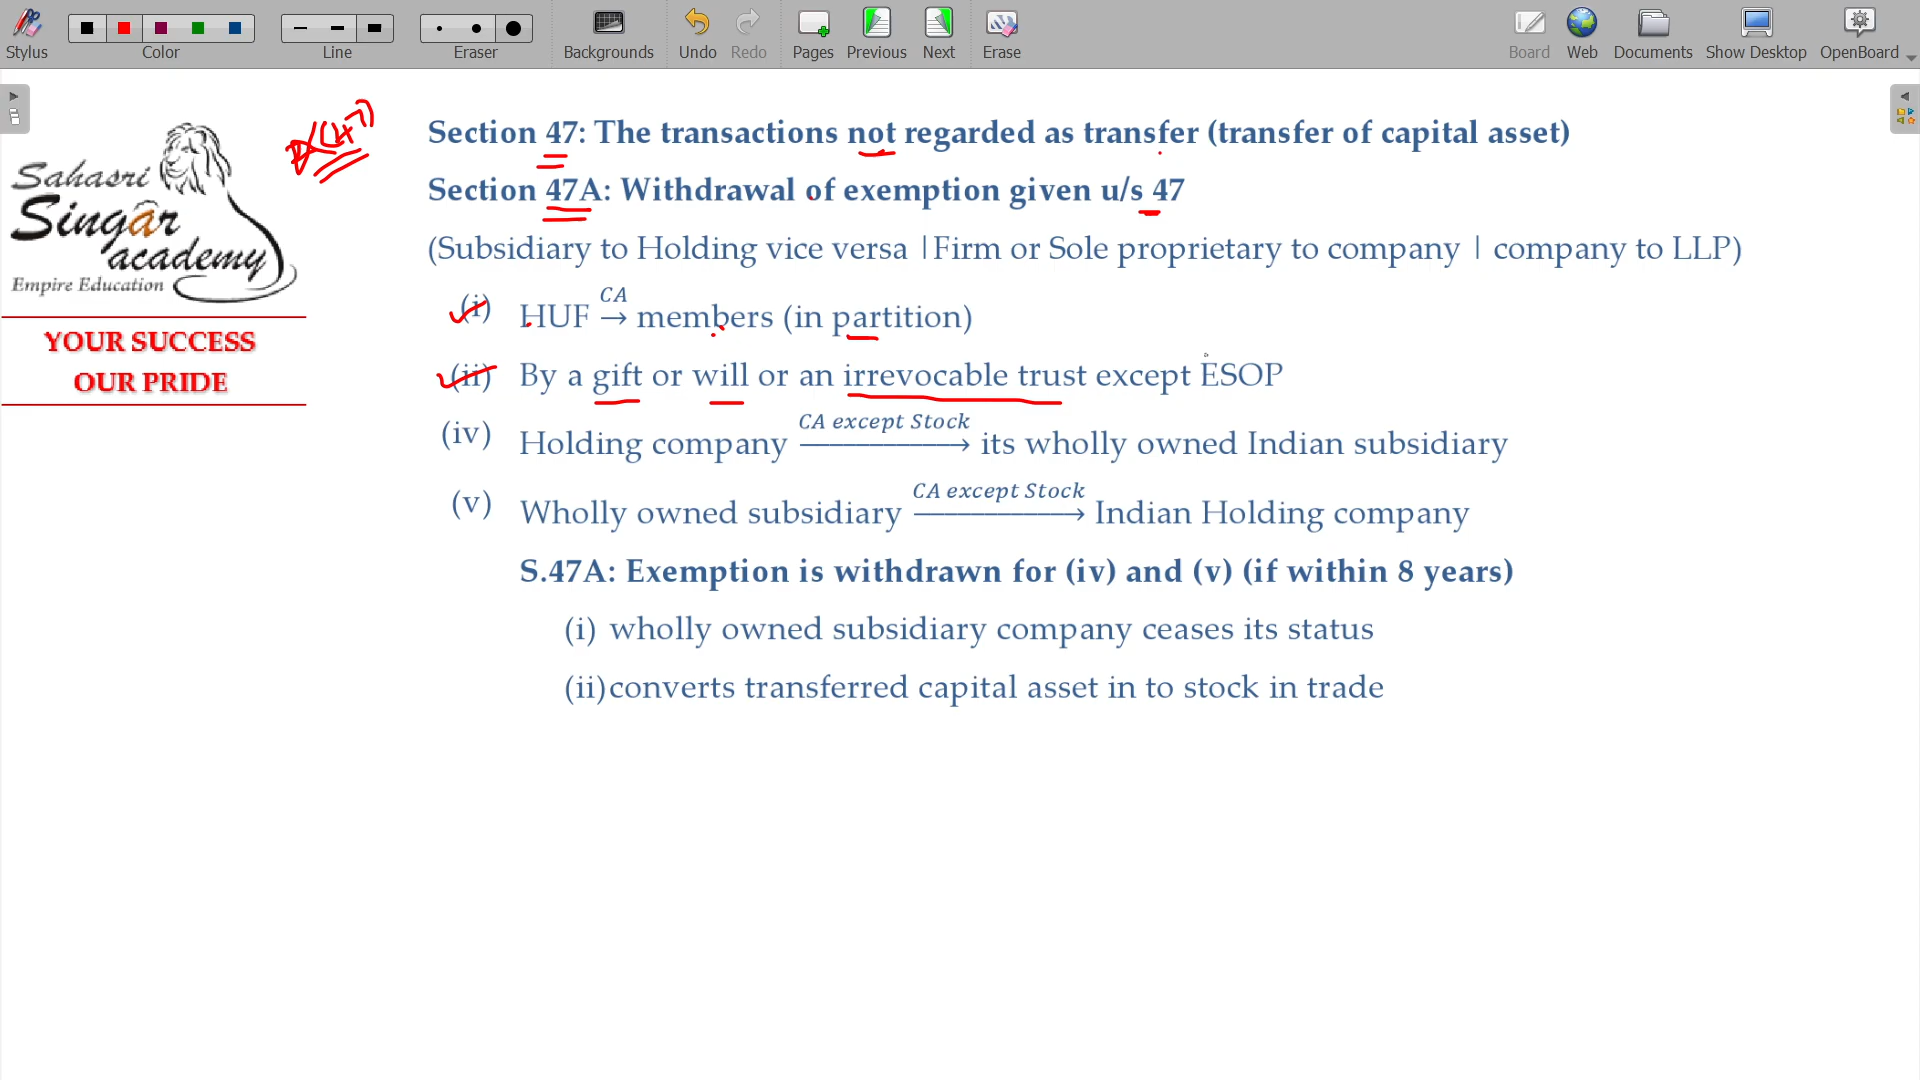 Stylus
Color
Line
Eraser
Backgrounds
Undo
Redo
Pages
Previous
Next
Erase
Board
Web
Documents
Show Desktop
OpenBoard
Sahasri
Singar
academy
Empire Education
YOUR SUCCESS
OUR PRIDE
(47)
Section 47: The transactions not regarded as transfer (transfer of capital asset)
Section 47A: Withdrawal of exemption given u/s 47
(Subsidiary to Holding vice versa |Firm or Sole proprietary to company | company to LLP)
(i) HUF CA → members (in partition)
(ii) By a gift or will or an irrevocable trust except ESOP
(iv) Holding company CA except Stock → its wholly owned Indian subsidiary
(v) Wholly owned subsidiary CA except Stock → Indian Holding company
S.47A: Exemption is withdrawn for (iv) and (v) (if within 8 years)
(i) wholly owned subsidiary company ceases its status
(ii)converts transferred capital asset in to stock in trade